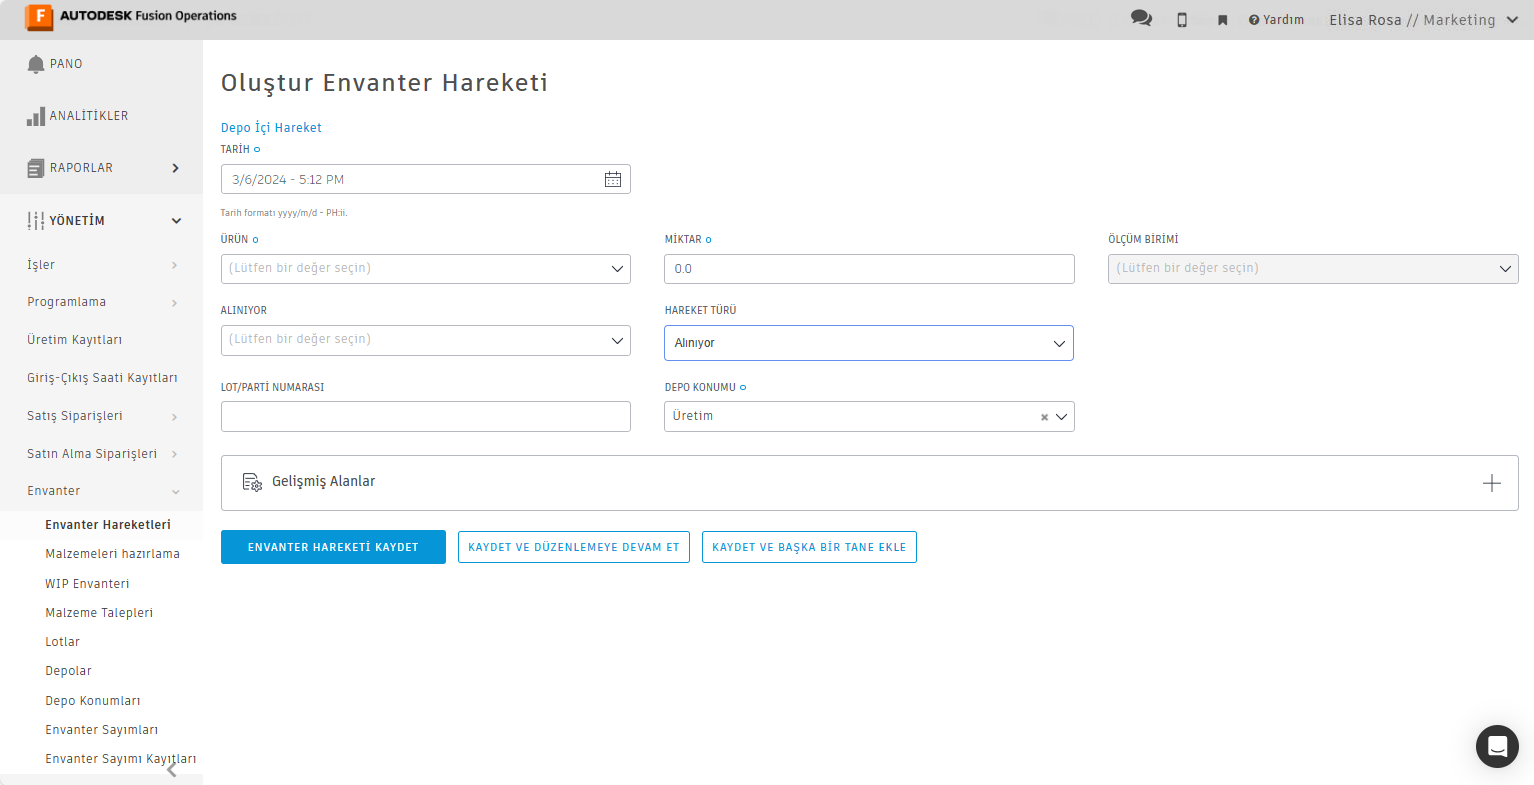 AUTODESK Fusion Operations
Yardım
Elisa Rosa // Marketing
PANO
ANALİTİKLER
RAPORLAR
YÖNETİM
İşler
Programlama
Üretim Kayıtları
Giriş-Çıkış Saati Kayıtları
Satış Siparişleri
Satın Alma Siparişleri
Envanter
Envanter Hareketleri
Malzemeleri hazırlama
WIP Envanteri
Malzeme Talepleri
Lotlar
Depolar
Depo Konumları
Envanter Sayımları
Envanter Sayımı Kayıtları
Oluştur Envanter Hareketi
Depo İçi Hareket
TARİH
3/6/2024 - 5:12 PM
Tarih formatı yyyy/m/d - PH:ii.
ÜRÜN
(Lütfen bir değer seçin)
MİKTAR
0.0
ÖLÇÜM BİRİMİ
(Lütfen bir değer seçin)
ALINIYOR
(Lütfen bir değer seçin)
HAREKET TÜRÜ
Alınıyor
LOT/PARTİ NUMARASI
DEPO KONUMU
Üretim
Gelişmiş Alanlar
ENVANTER HAREKETİ KAYDET
KAYDET VE DÜZENLEMEYE DEVAM ET
KAYDET VE BAŞKA BİR TANE EKLE